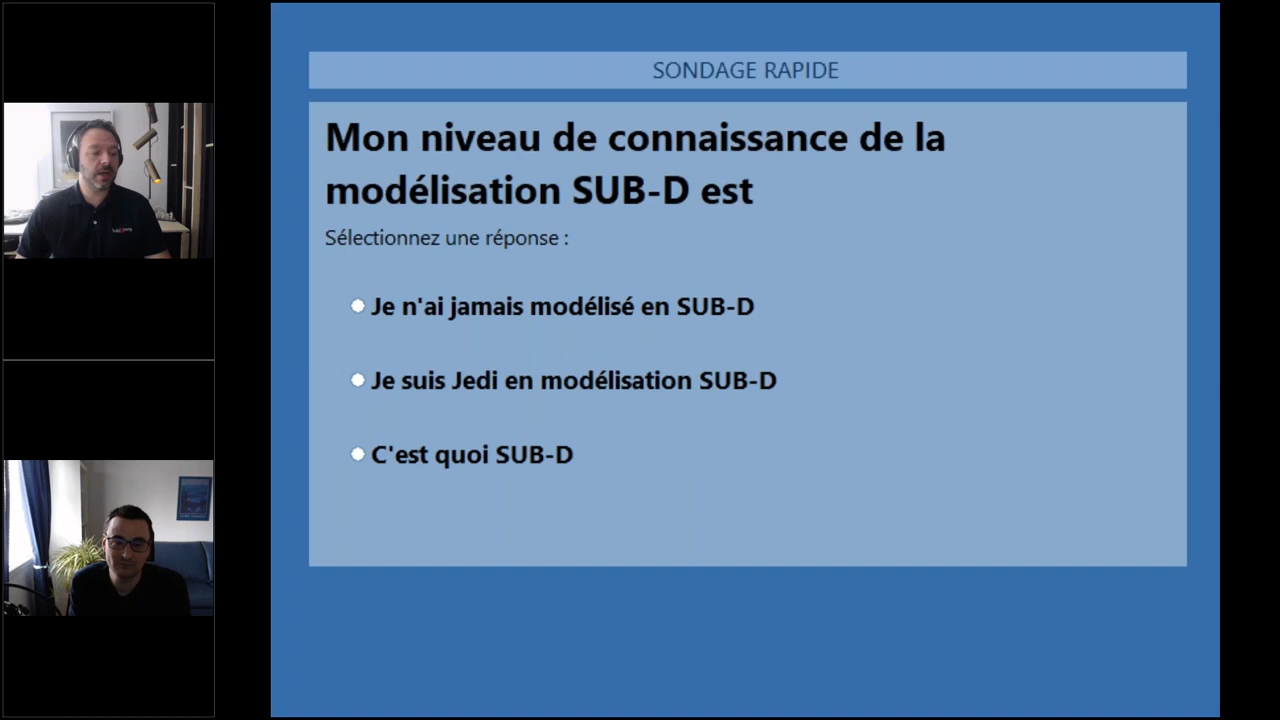 SONDAGE RAPIDE
Mon niveau de connaissance de la
modélisation SUB-D est
Sélectionnez une réponse :
Je n'ai jamais modélisé en SUB-D
Je suis Jedi en modélisation SUB-D
C'est quoi SUB-D